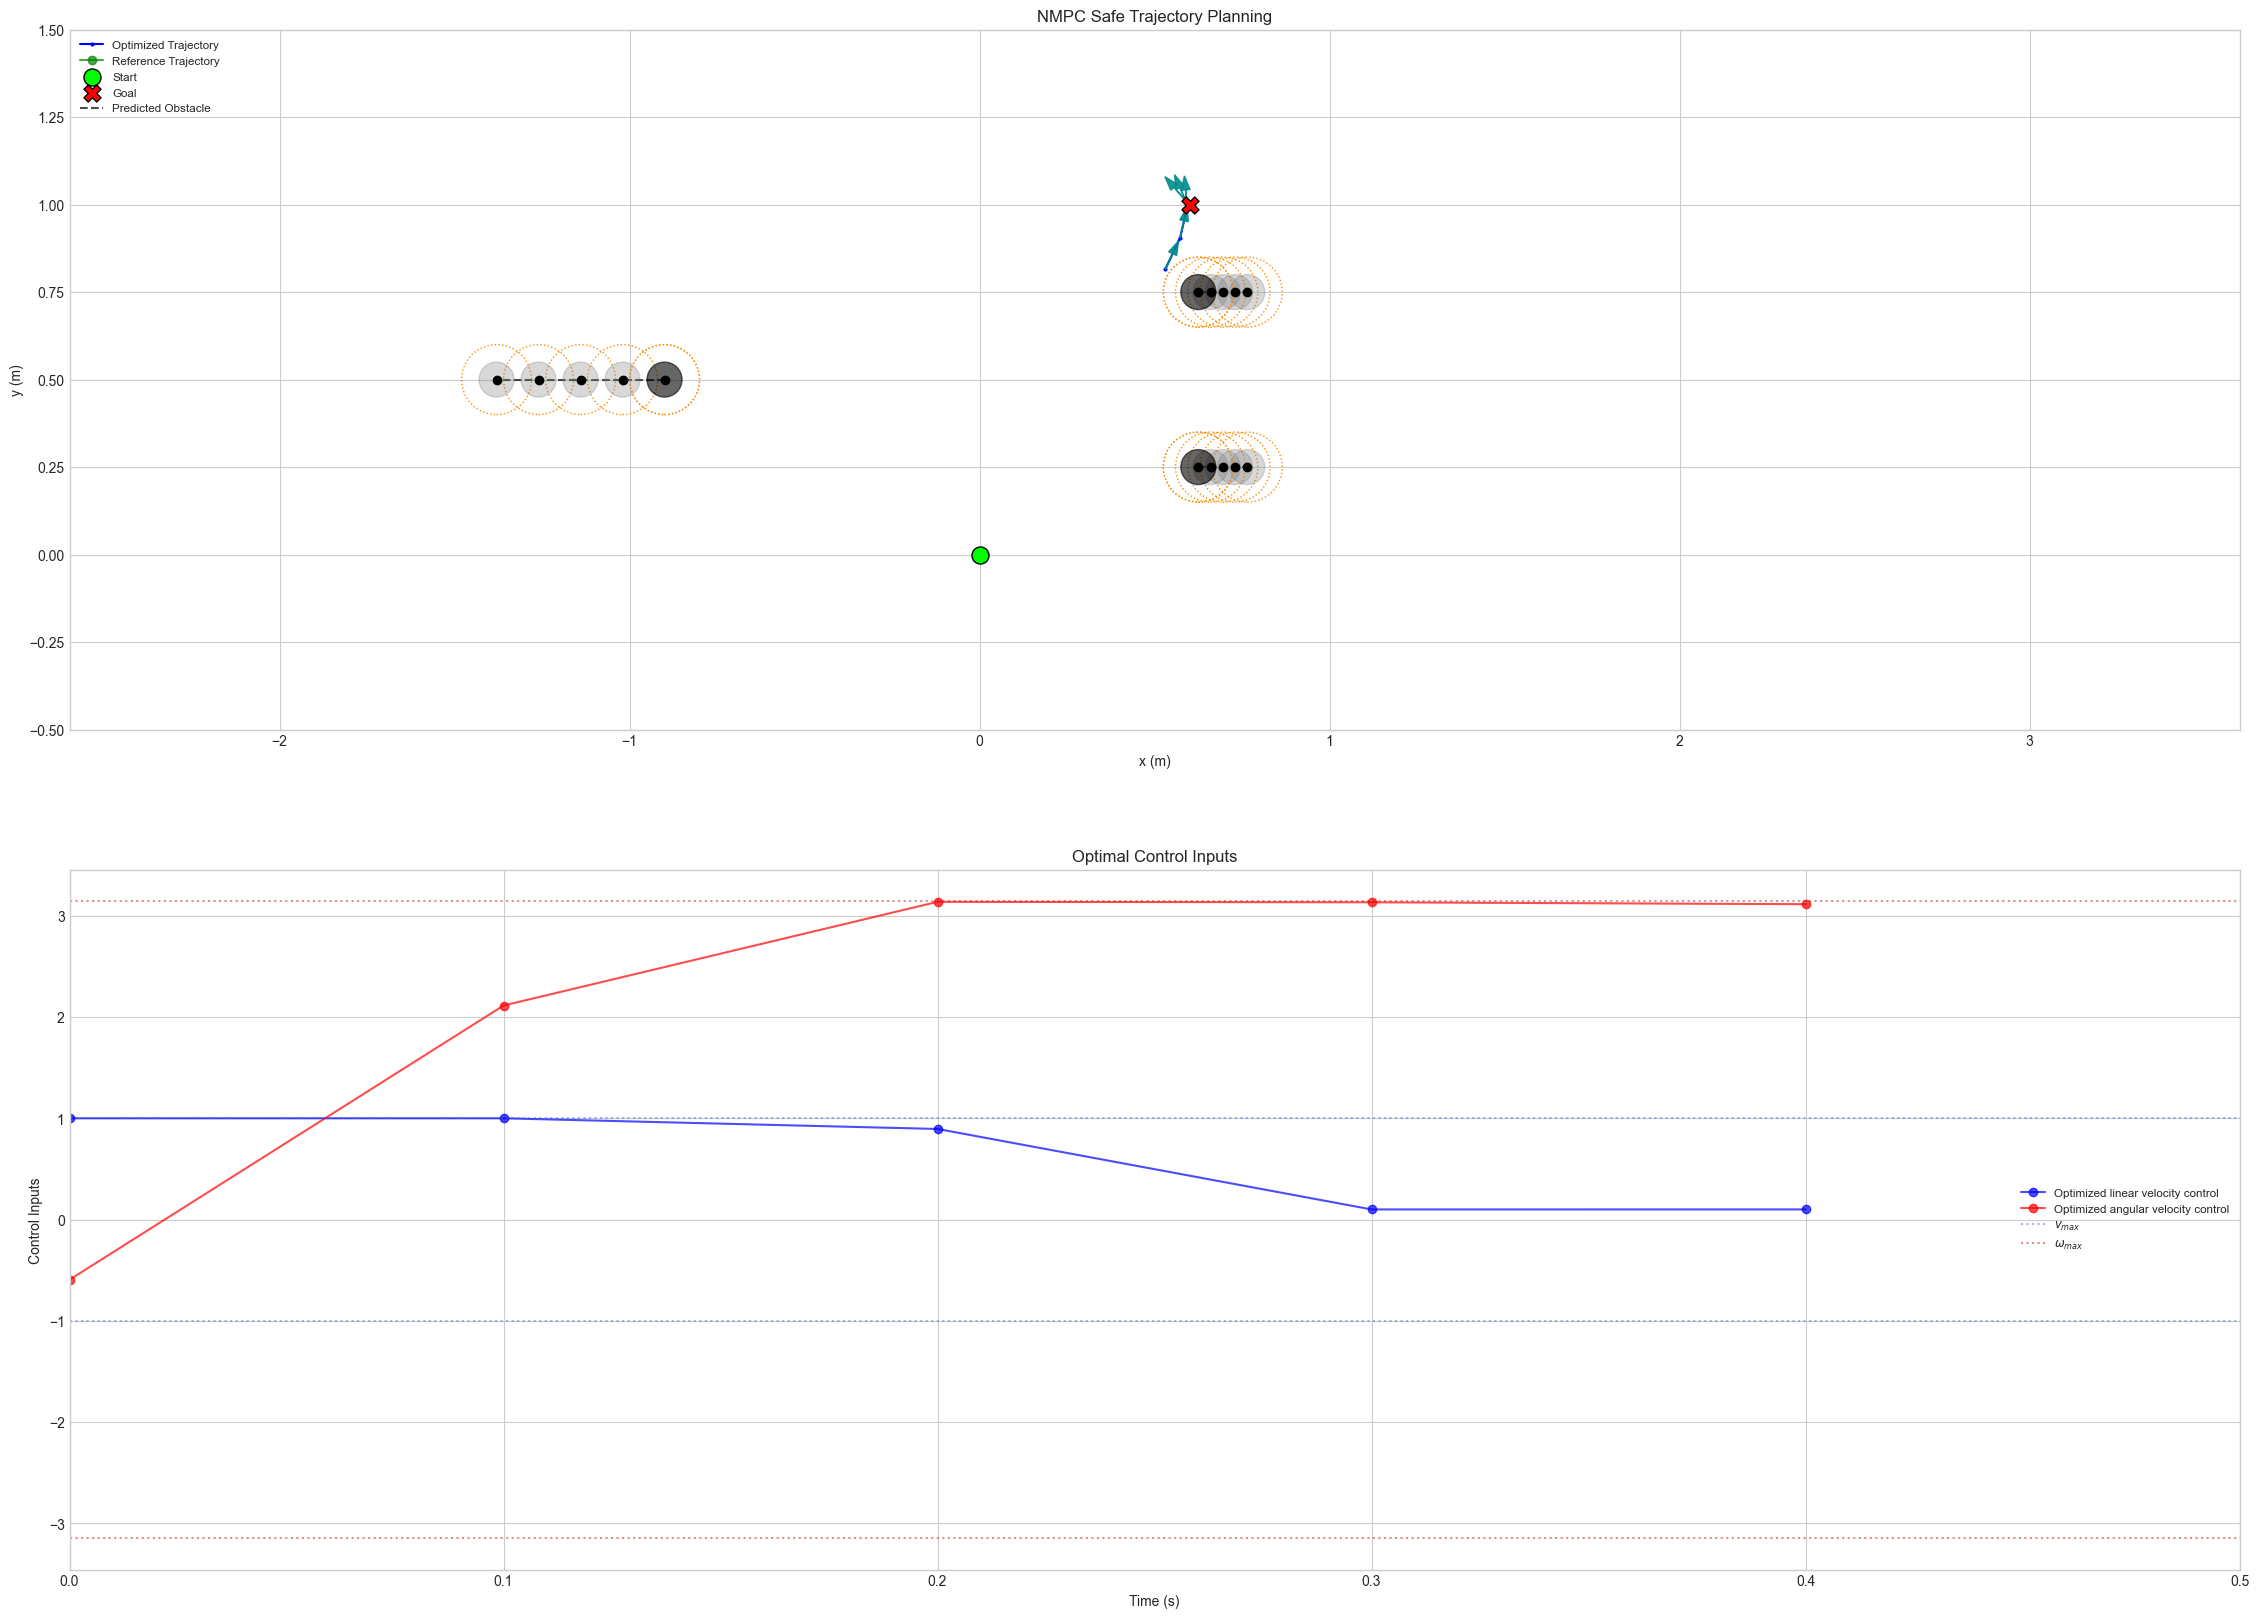 NMPC Safe Trajectory Planning
Optimized Trajectory
Reference Trajectory
Start
Goal
Predicted Obstacle
y (m)
1.50
1.25
1.00
0.75
0.50
0.25
0.00
−0.25
−0.50
−2
−1
0
1
2
3
x (m)
Optimal Control Inputs
Control Inputs
3
2
1
0
−1
−2
−3
Optimized linear velocity control
Optimized angular velocity control
v_max
ω_max
0.0
0.1
0.2
0.3
0.4
0.5
Time (s)